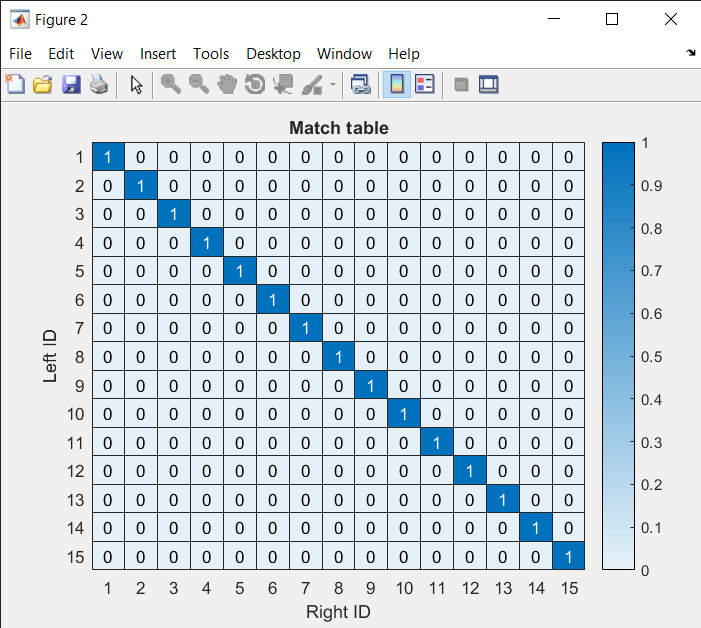 Figure 2
File Edit View Insert Tools Desktop Window Help
Match table
1 1 0 0 0 0 0 0 0 0 0 0 0 0 0 0 1
2 0 1 0 0 0 0 0 0 0 0 0 0 0 0 0 0.9
3 0 0 1 0 0 0 0 0 0 0 0 0 0 0 0 0.8
4 0 0 0 1 0 0 0 0 0 0 0 0 0 0 0 0.7
5 0 0 0 0 1 0 0 0 0 0 0 0 0 0 0
6 0 0 0 0 0 1 0 0 0 0 0 0 0 0 0 0.6
7 0 0 0 0 0 0 1 0 0 0 0 0 0 0 0
8 0 0 0 0 0 0 0 1 0 0 0 0 0 0 0 0.5
9 0 0 0 0 0 0 0 0 1 0 0 0 0 0 0 0.4
10 0 0 0 0 0 0 0 0 0 1 0 0 0 0 0
11 0 0 0 0 0 0 0 0 0 0 1 0 0 0 0 0.3
12 0 0 0 0 0 0 0 0 0 0 0 1 0 0 0 0.2
13 0 0 0 0 0 0 0 0 0 0 0 0 1 0 0
14 0 0 0 0 0 0 0 0 0 0 0 0 0 1 0 0.1
15 0 0 0 0 0 0 0 0 0 0 0 0 0 0 1 0
1 2 3 4 5 6 7 8 9 10 11 12 13 14 15
Left ID
Right ID